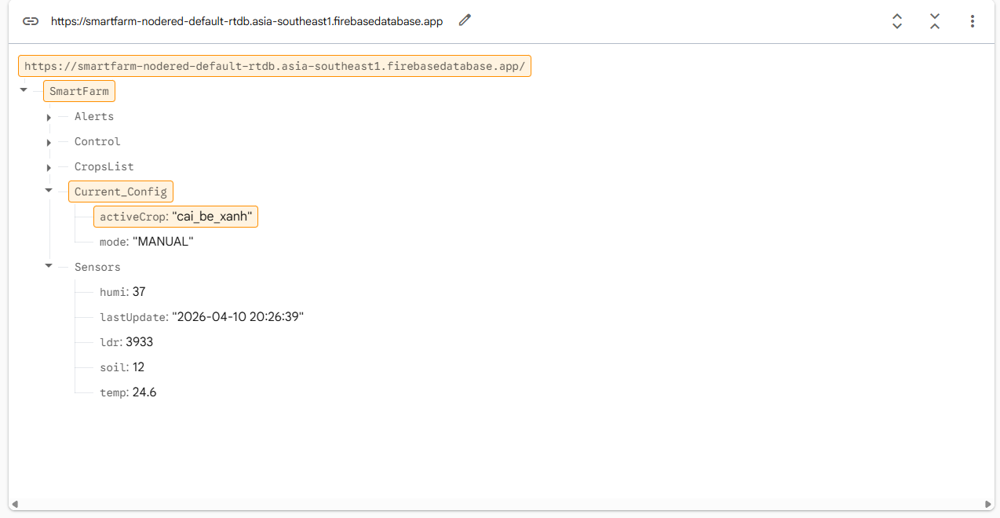 https://smartfarm-nodered-default-rtdb.asia-southeast1.firebasedatabase.app
https://smartfarm-nodered-default-rtdb.asia-southeast1.firebasedatabase.app/
SmartFarm
Alerts
Control
CropsList
Current_Config
activeCrop: "cai_be_xanh"
mode: "MANUAL"
Sensors
humi: 37
lastUpdate: "2026-04-10 20:26:39"
ldr: 3933
soil: 12
temp: 24.6